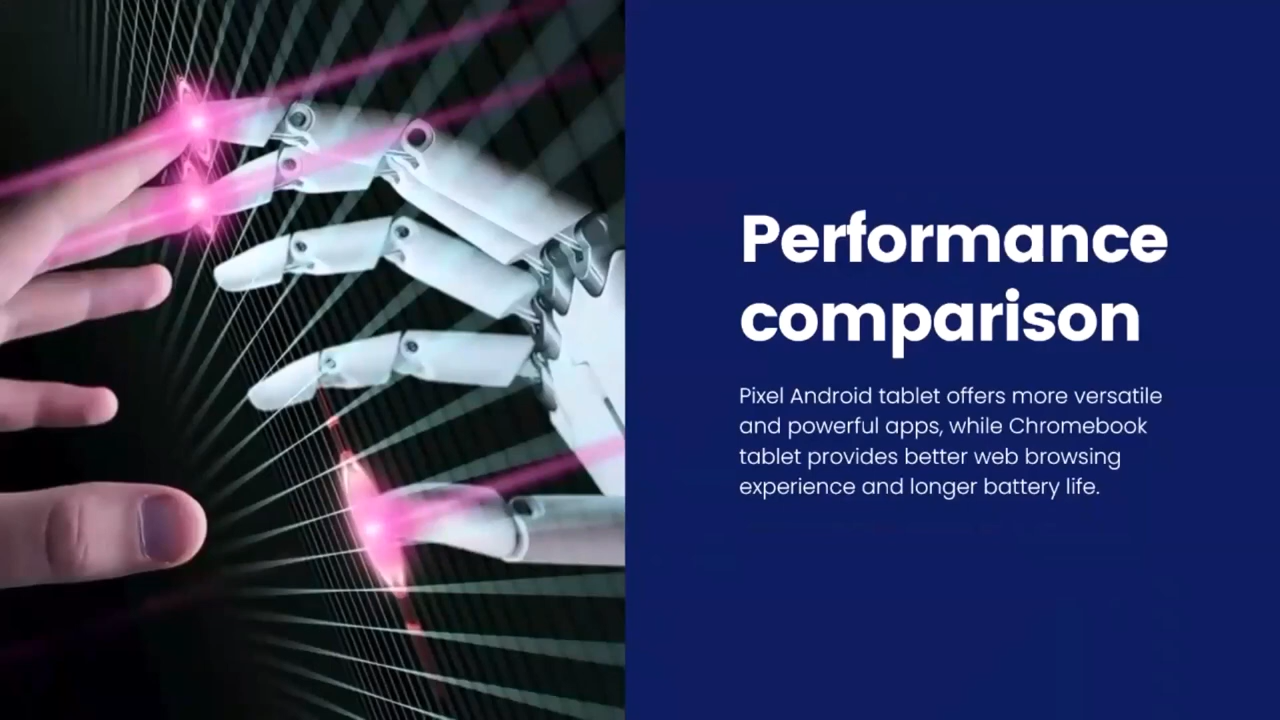 Performance
comparison
Pixel Android tablet offers more versatile
and powerful apps, while Chromebook
tablet provides better web browsing
experience and longer battery life.